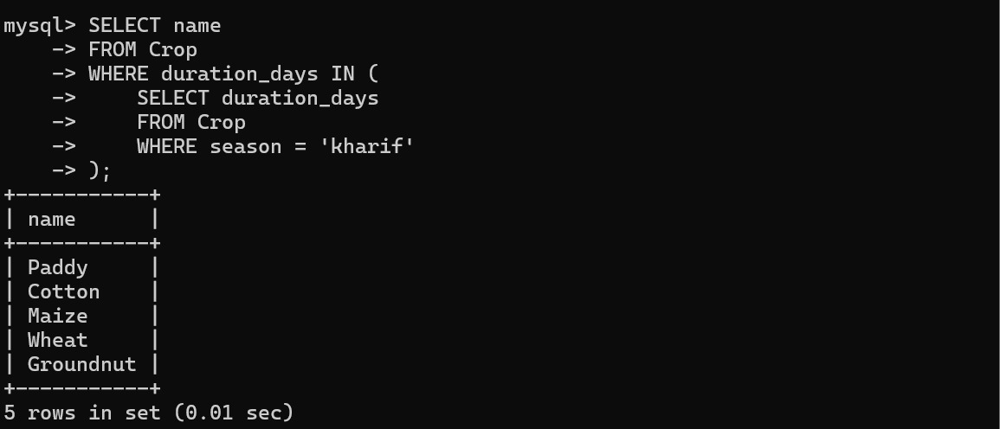 mysql> SELECT name
    -> FROM Crop
    -> WHERE duration_days IN (
    ->     SELECT duration_days
    ->     FROM Crop
    ->     WHERE season = 'kharif'
    -> );
+-----------+
| name      |
+-----------+
| Paddy     |
| Cotton    |
| Maize     |
| Wheat     |
| Groundnut |
+-----------+
5 rows in set (0.01 sec)